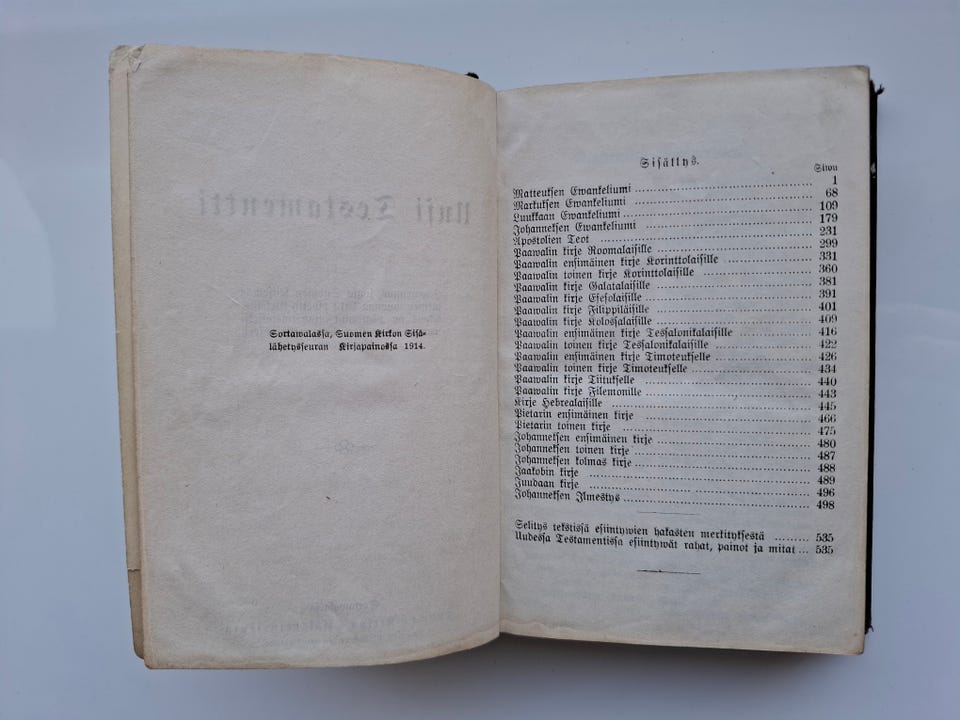 Uusi Testamentti
Sortawalassa, Suomen Kirkon Sisä-
lähetysseuran Kirjapainossa 1914.
Sisällys.
Sivu
Matteuksen Ewankeliumi ........ 1
Markuksen Ewankeliumi ........ 68
Luukkaan Ewankeliumi ........ 109
Johanneksen Ewankeliumi ........ 179
Apostolien Teot ........ 231
Paawalin kirje Roomalaisille ........ 299
Paawalin ensimäinen kirje Korinttolaisille ........ 331
Paawalin toinen kirje Korinttolaisille ........ 360
Paawalin kirje Galatalaisille ........ 381
Paawalin kirje Efesolaisille ........ 391
Paawalin kirje Filippiläisille ........ 401
Paawalin kirje Kolossalaisille ........ 409
Paawalin ensimäinen kirje Tessalonikalaisille ........ 416
Paawalin toinen kirje Tessalonikalaisille ........ 422
Paawalin ensimäinen kirje Timoteukselle ........ 426
Paawalin toinen kirje Timoteukselle ........ 434
Paawalin kirje Tiitukselle ........ 440
Paawalin kirje Filemonille ........ 443
Kirje Hebrealaisille ........ 445
Pietarin ensimäinen kirje ........ 466
Pietarin toinen kirje ........ 475
Johanneksen ensimäinen kirje ........ 480
Johanneksen toinen kirje ........ 487
Johanneksen kolmas kirje ........ 488
Jaakobin kirje ........ 489
Juudaan kirje ........ 496
Johanneksen Ilmestys ........ 498
Selitys tekstissä esiintywien hakasten merkityksestä ........ 535
Uudessa Testamentissa esiintywät rahat, painot ja mitat ... 535